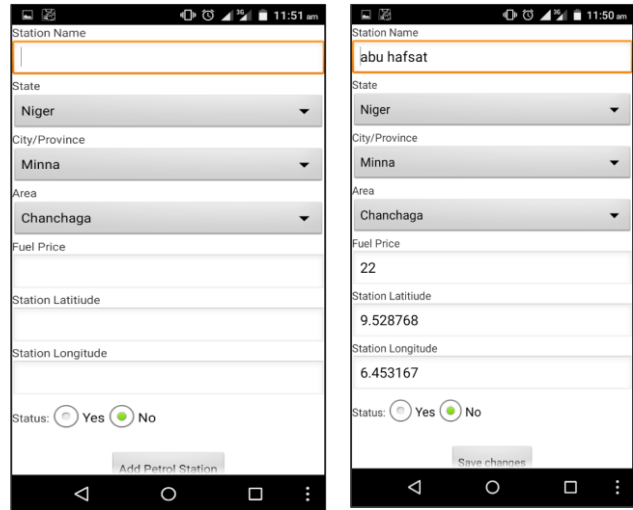 3G 11:51 am
Station Name
State
Niger
City/Province
Minna
Area
Chanchaga
Fuel Price
Station Latitiude
Station Longitude
Status: Yes No
Add Petrol Station
3G 11:50 am
Station Name
abu hafsat
State
Niger
City/Province
Minna
Area
Chanchaga
Fuel Price
22
Station Latitiude
9.528768
Station Longitude
6.453167
Status: Yes No
Save changes